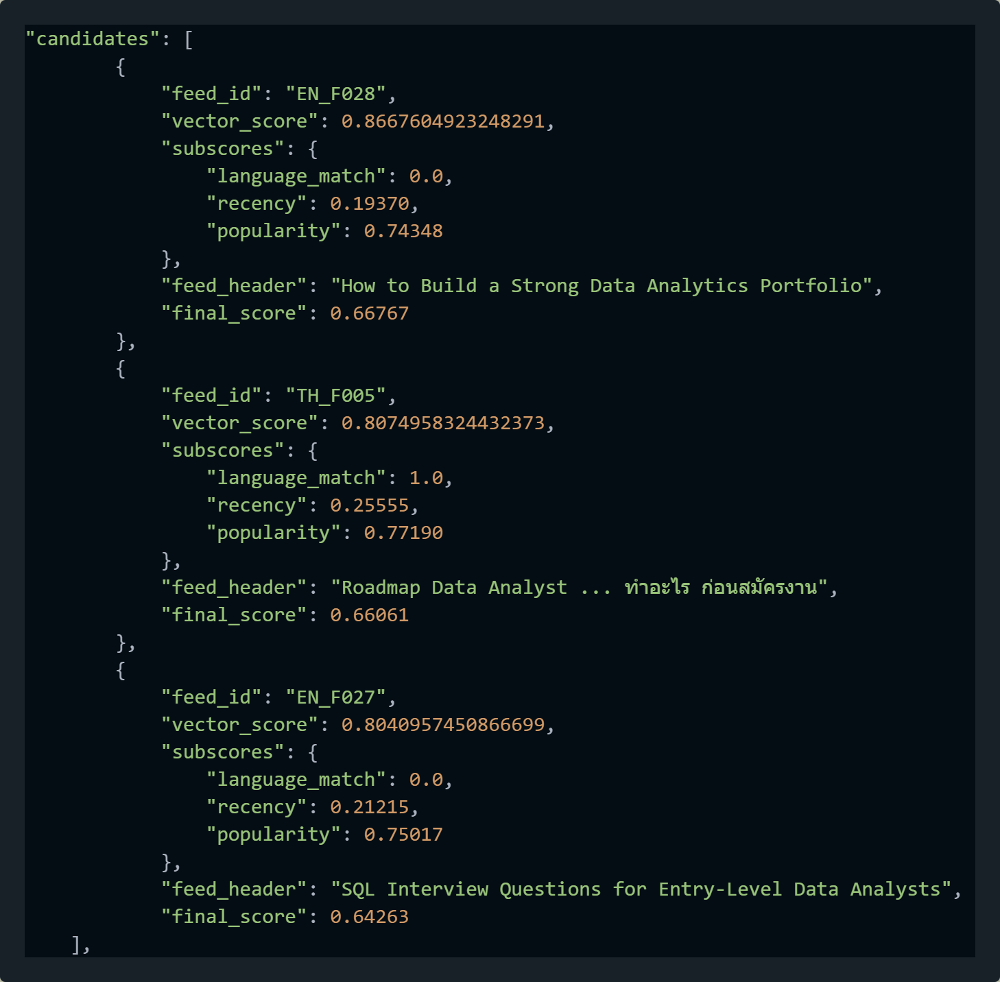 "candidates": [
        {
            "feed_id": "EN_F028",
            "vector_score": 0.8667604923248291,
            "subscores": {
                "language_match": 0.0,
                "recency": 0.19370,
                "popularity": 0.74348
            },
            "feed_header": "How to Build a Strong Data Analytics Portfolio",
            "final_score": 0.66767
        },
        {
            "feed_id": "TH_F005",
            "vector_score": 0.8074958324432373,
            "subscores": {
                "language_match": 1.0,
                "recency": 0.25555,
                "popularity": 0.77190
            },
            "feed_header": "Roadmap Data Analyst ... ทำอะไร ก่อนสมัครงาน",
            "final_score": 0.66061
        },
        {
            "feed_id": "EN_F027",
            "vector_score": 0.8040957450866699,
            "subscores": {
                "language_match": 0.0,
                "recency": 0.21215,
                "popularity": 0.75017
            },
            "feed_header": "SQL Interview Questions for Entry-Level Data Analysts",
            "final_score": 0.64263
    ],